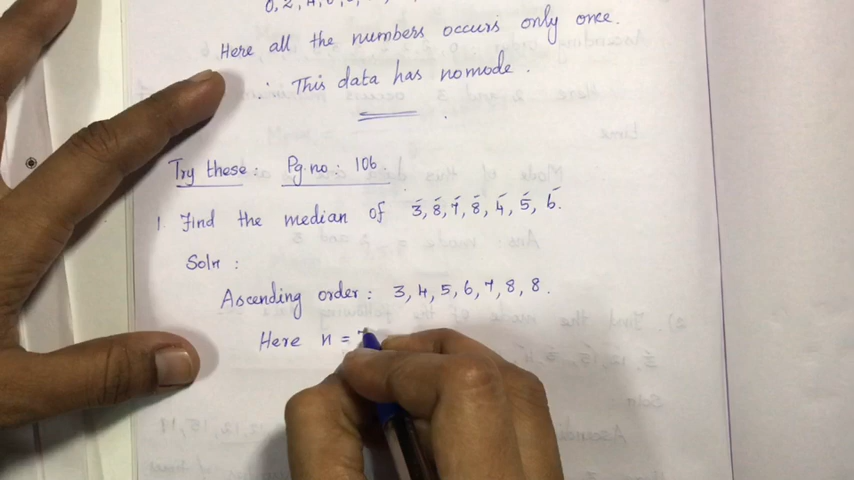 Here all the numbers occurs only once.
∴ This data has no mode.
Try these: Pg.no: 106.
1. Find the median of 3, 8, 7, 8, 4, 5, 6.
Soln:
Ascending order: 3, 4, 5, 6, 7, 8, 8.
Here n = 7